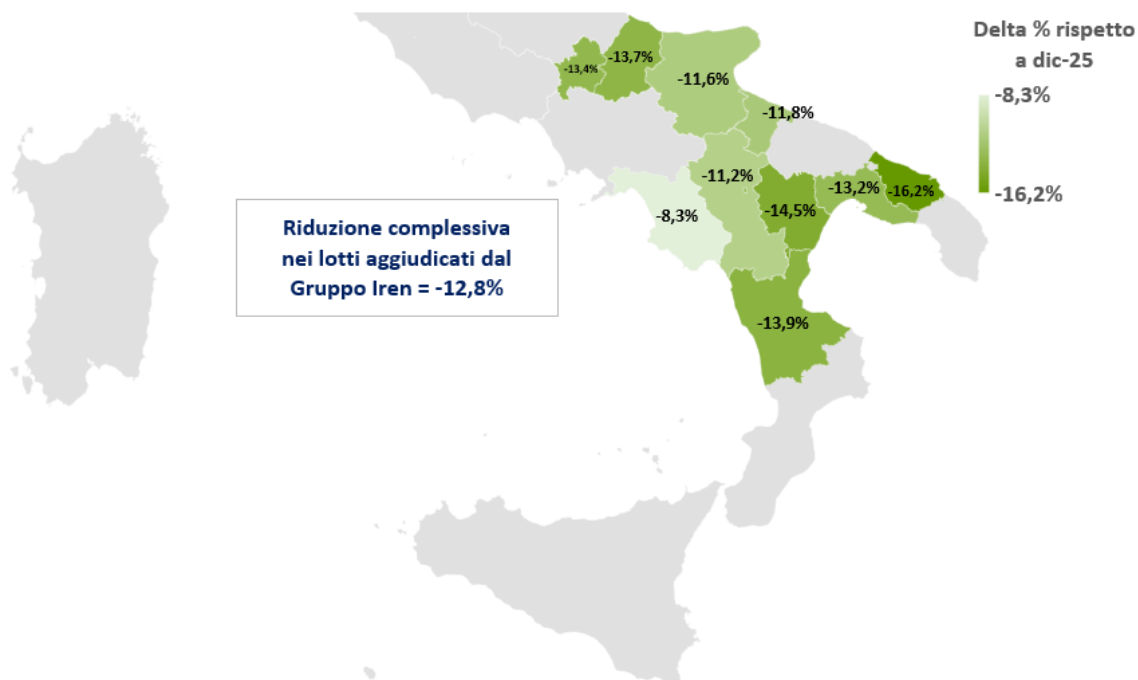 Delta % rispetto
a dic-25
-8,3%
-16,2%
-13,7%
-13,4%
-11,6%
-11,8%
-11,2%
-13,2%
-16,2%
-8,3%
-14,5%
Riduzione complessiva
nei lotti aggiudicati dal
Gruppo Iren = -12,8%
-13,9%